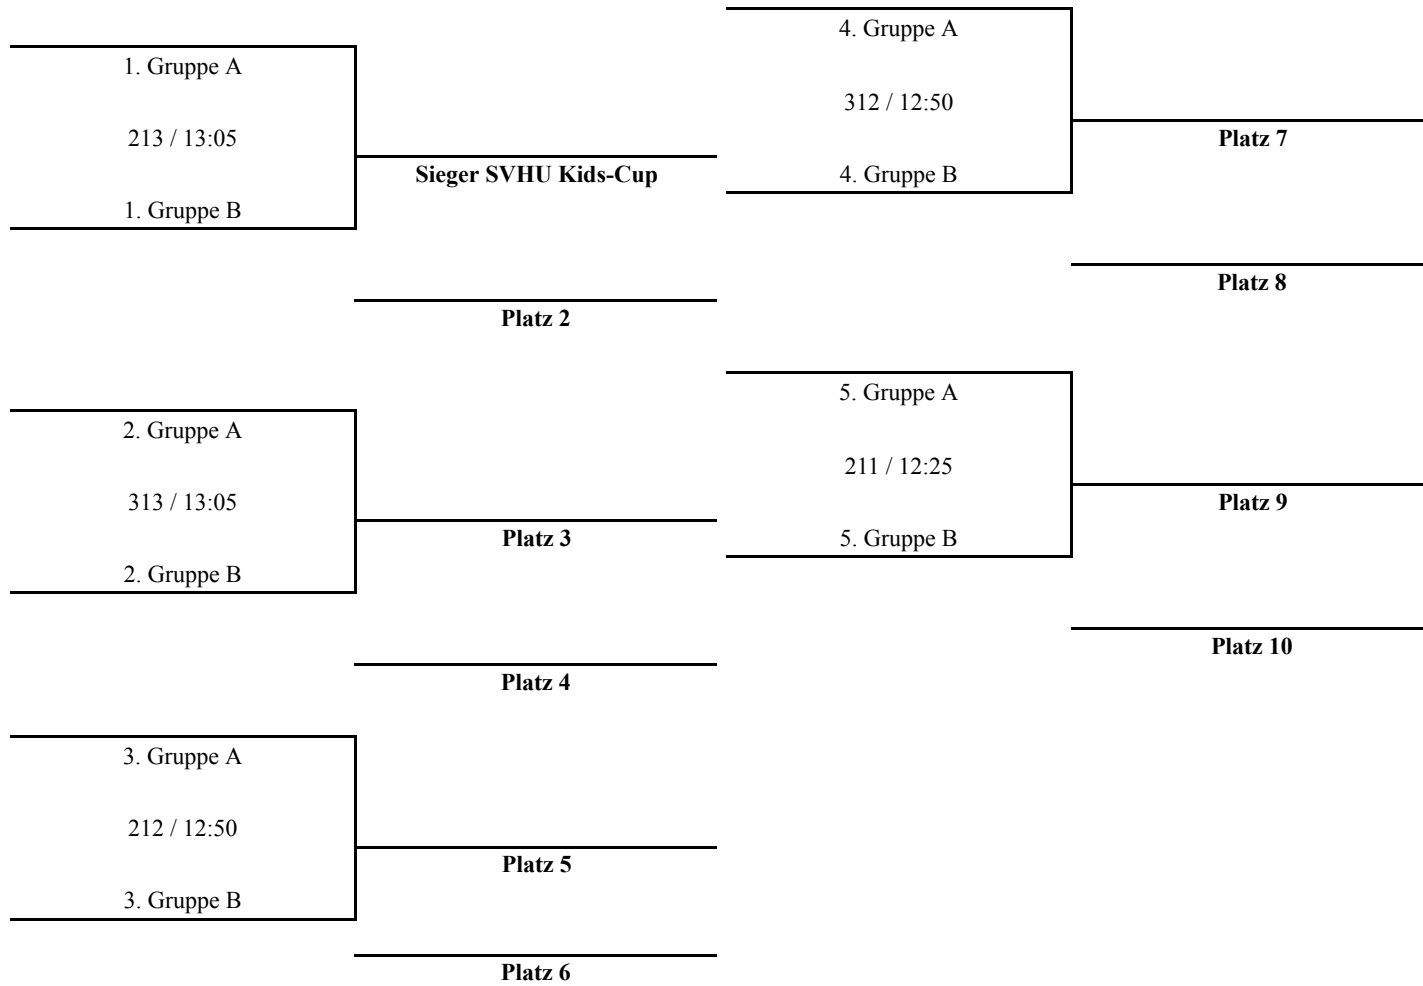 1. Gruppe A
213 / 13:05
1. Gruppe B
Sieger SVHU Kids-Cup
Platz 2
2. Gruppe A
313 / 13:05
2. Gruppe B
Platz 3
Platz 4
3. Gruppe A
212 / 12:50
3. Gruppe B
Platz 5
Platz 6
4. Gruppe A
312 / 12:50
4. Gruppe B
Platz 7
Platz 8
5. Gruppe A
211 / 12:25
5. Gruppe B
Platz 9
Platz 10